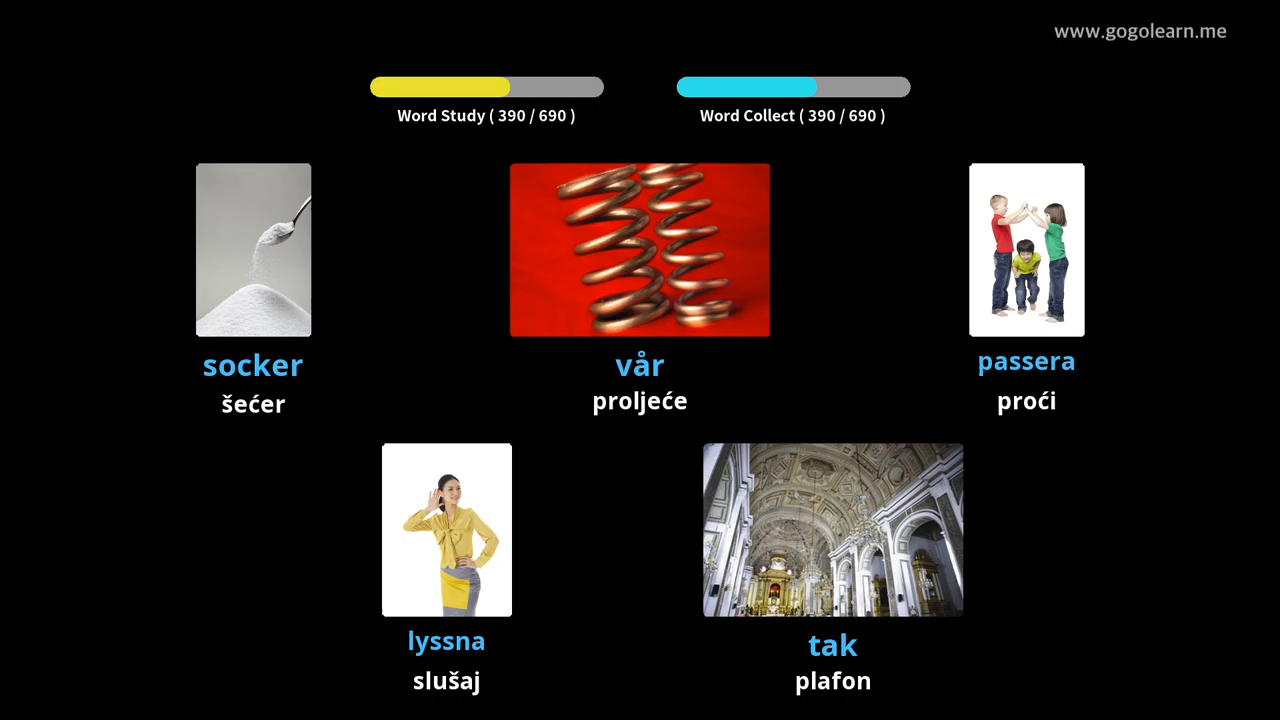 www.gogolearn.me
Word Study ( 390 / 690 )
Word Collect ( 390 / 690 )
socker
šećer
vår
proljeće
passera
proći
lyssna
slušaj
tak
plafon